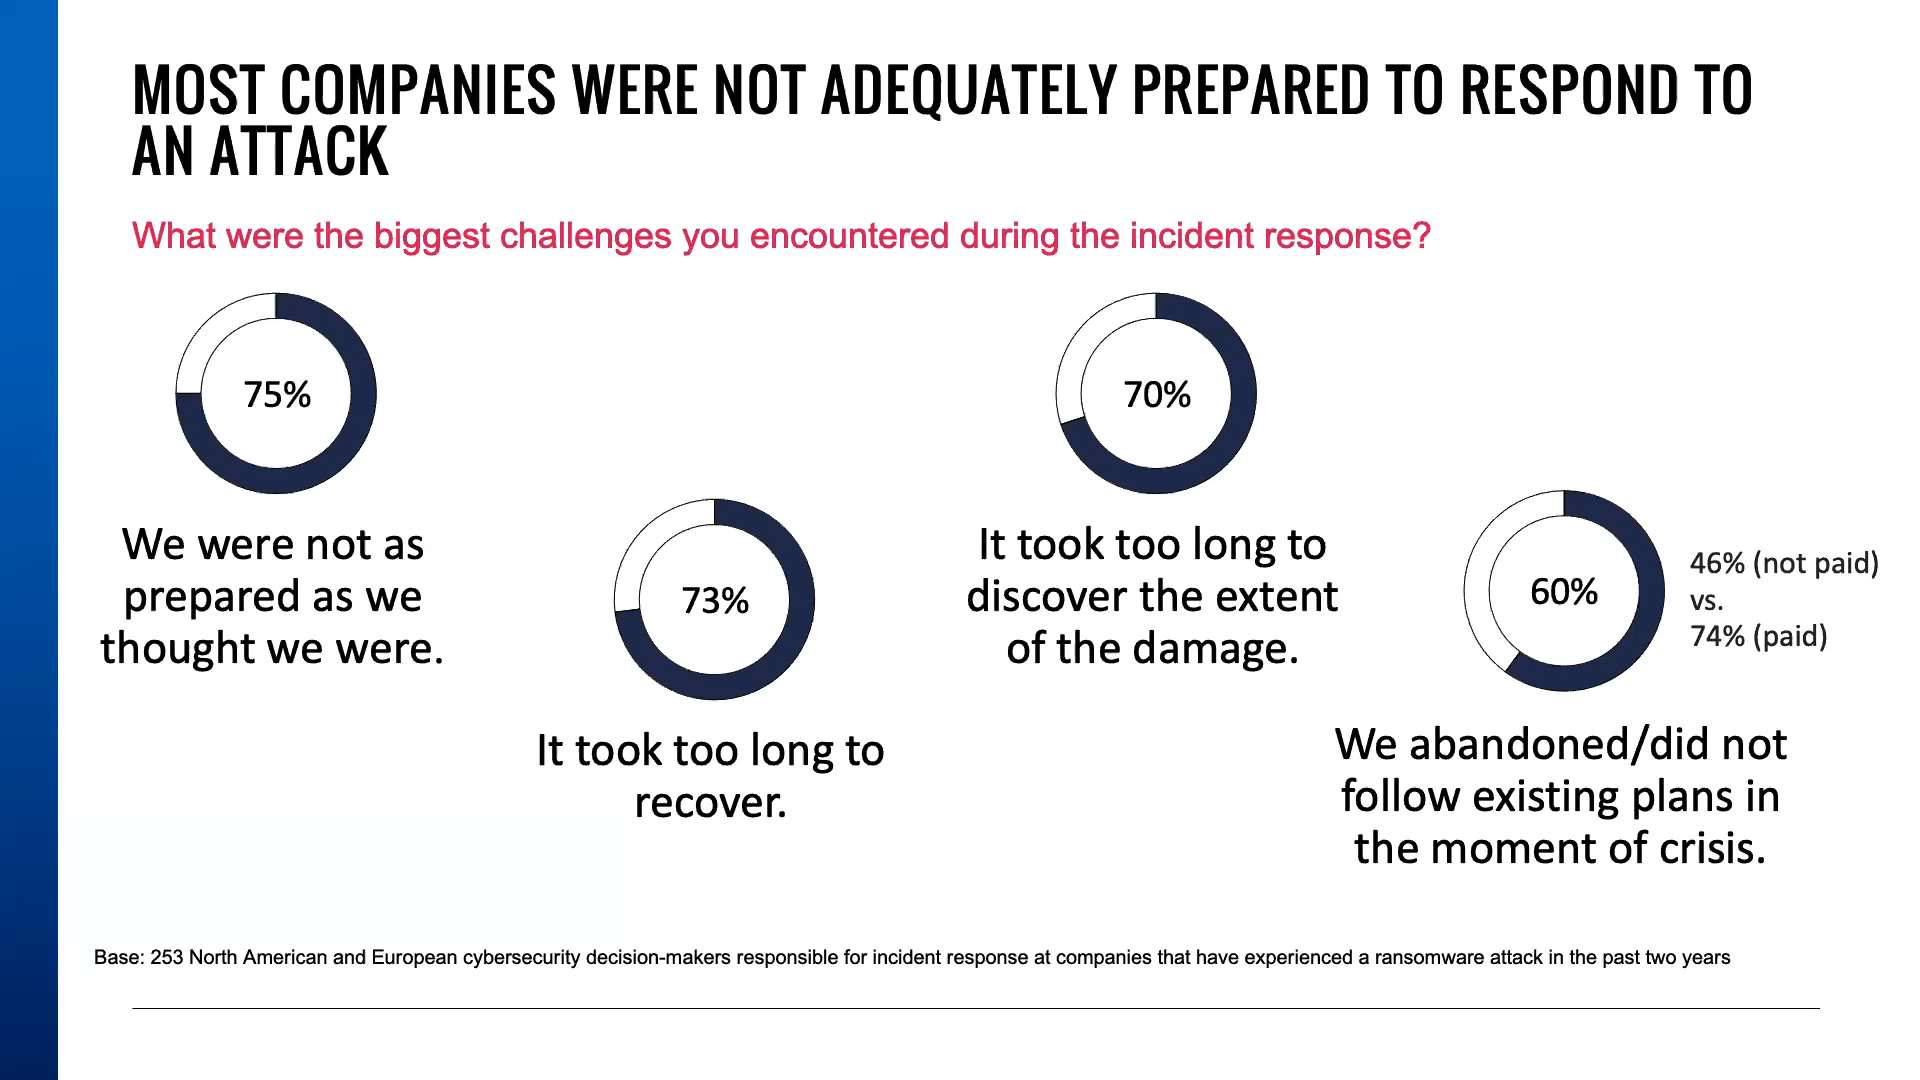 MOST COMPANIES WERE NOT ADEQUATELY PREPARED TO RESPOND TO
AN ATTACK
What were the biggest challenges you encountered during the incident response?
75%
We were not as
prepared as we
thought we were.
73%
It took too long to
recover.
70%
It took too long to
discover the extent
of the damage.
60%
46% (not paid)
vs.
74% (paid)
We abandoned/did not
follow existing plans in
the moment of crisis.
Base: 253 North American and European cybersecurity decision-makers responsible for incident response at companies that have experienced a ransomware attack in the past two years